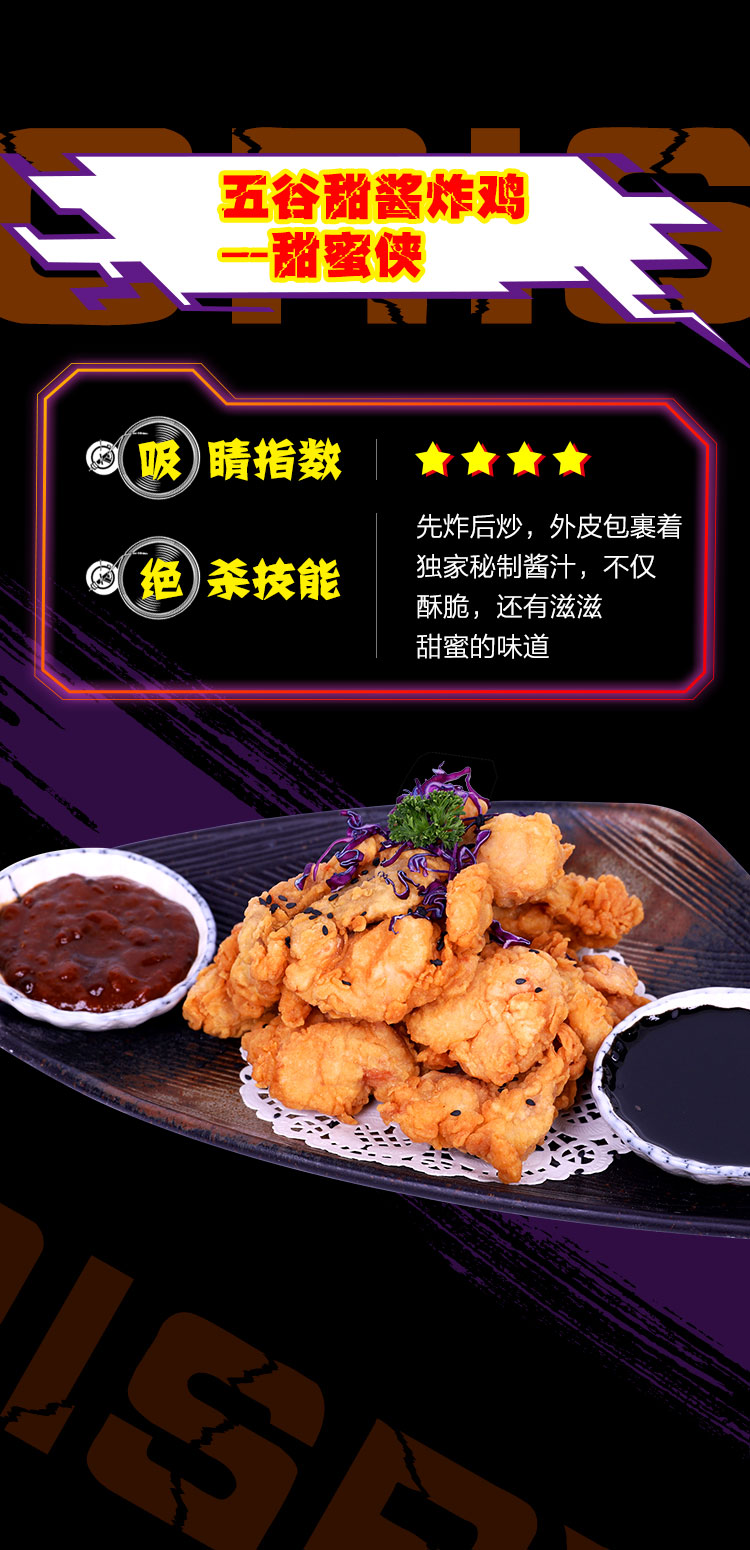 五谷甜酱炸鸡
--甜蜜侠
吸睛指数
绝杀技能
先炸后炒，外皮包裹着
独家秘制酱汁，不仅
酥脆，还有滋滋
甜蜜的味道